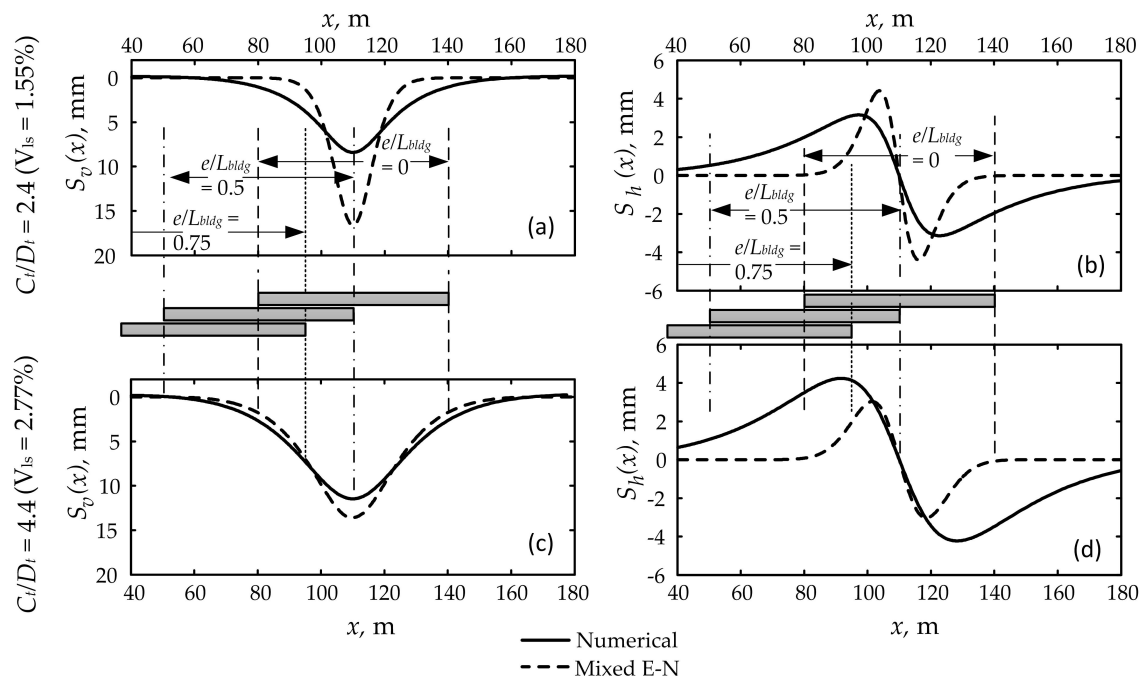 x, m
40 60 80 100 120 140 160 180
C_t/D_t = 2.4 (V_ls = 1.55%)
S_v(x), mm
0
5
10
15
20
e/L_bldg
= 0
e/L_bldg
= 0.5
e/L_bldg =
0.75
(a)
x, m
40 60 80 100 120 140 160 180
S_h (x), mm
6
4
2
0
-2
-4
-6
e/L_bldg
= 0
e/L_bldg
= 0.5
e/L_bldg =
0.75
(b)
C_t/D_t = 4.4 (V_ls = 2.77%)
S_v(x), mm
0
5
10
15
20
(c)
40 60 80 100 120 140 160 180
x, m
S_h(x), mm
4
2
0
-2
-4
-6
(d)
40 60 80 100 120 140 160 180
x, m
Numerical
Mixed E-N